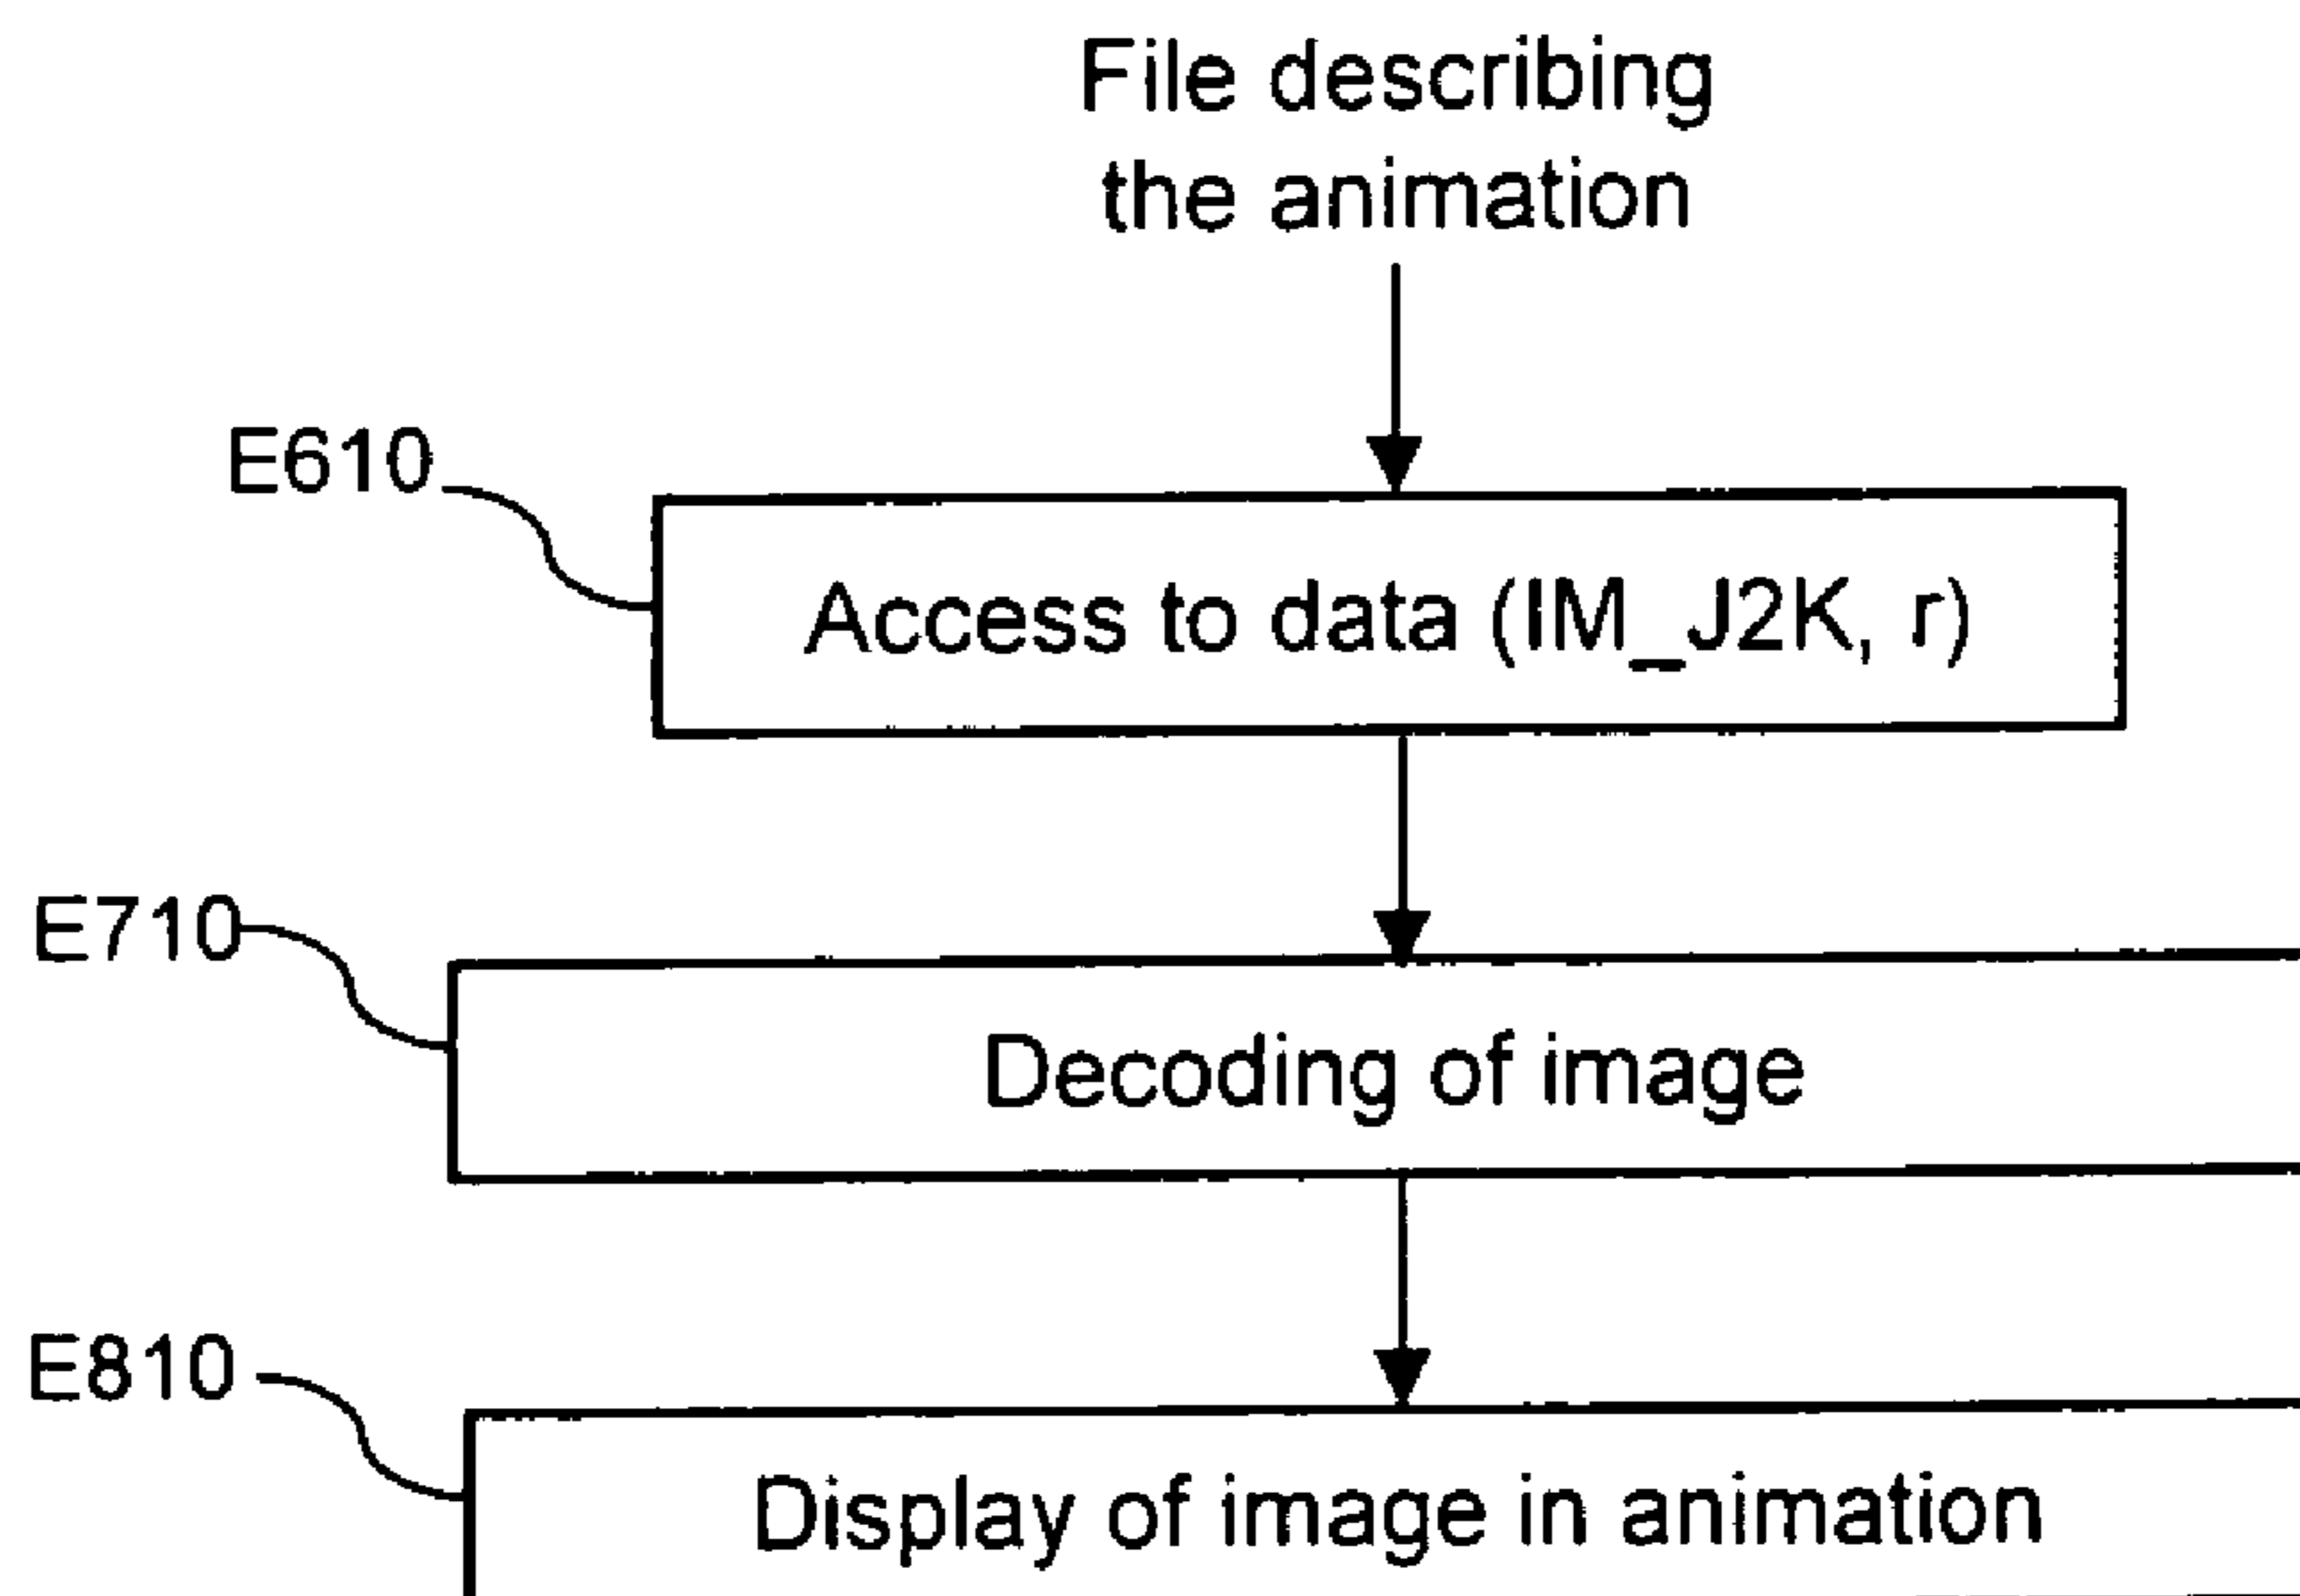 File describing
the animation
E610
Access to data (IM_J2K, r)
E710
Decoding of image
E810
Display of image in animation